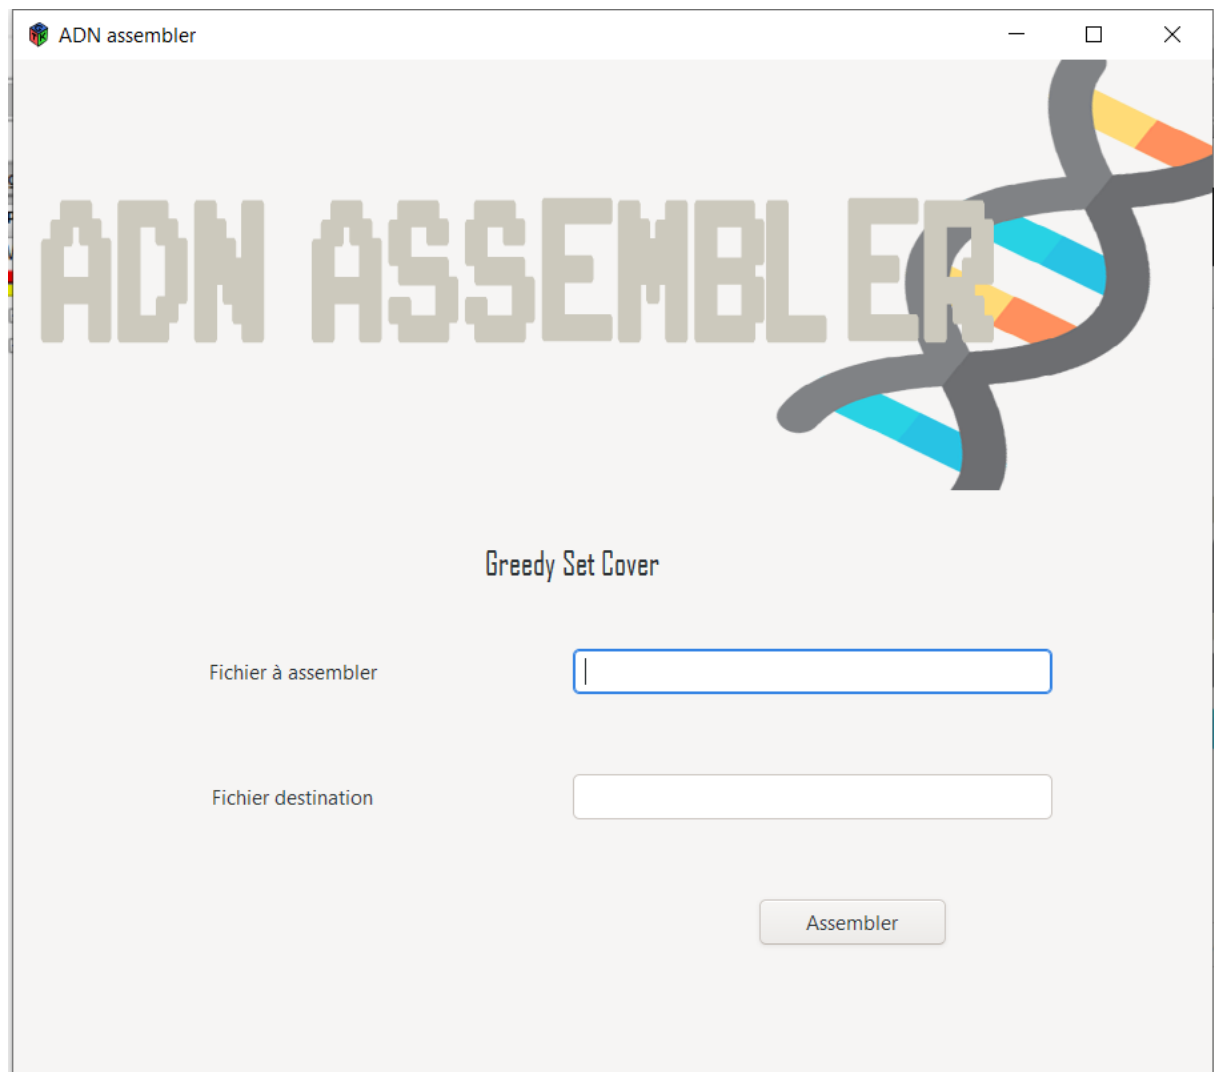 ADN assembler
ADN ASSEMBLER
Greedy Set Cover
Fichier à assembler
Fichier destination
Assembler